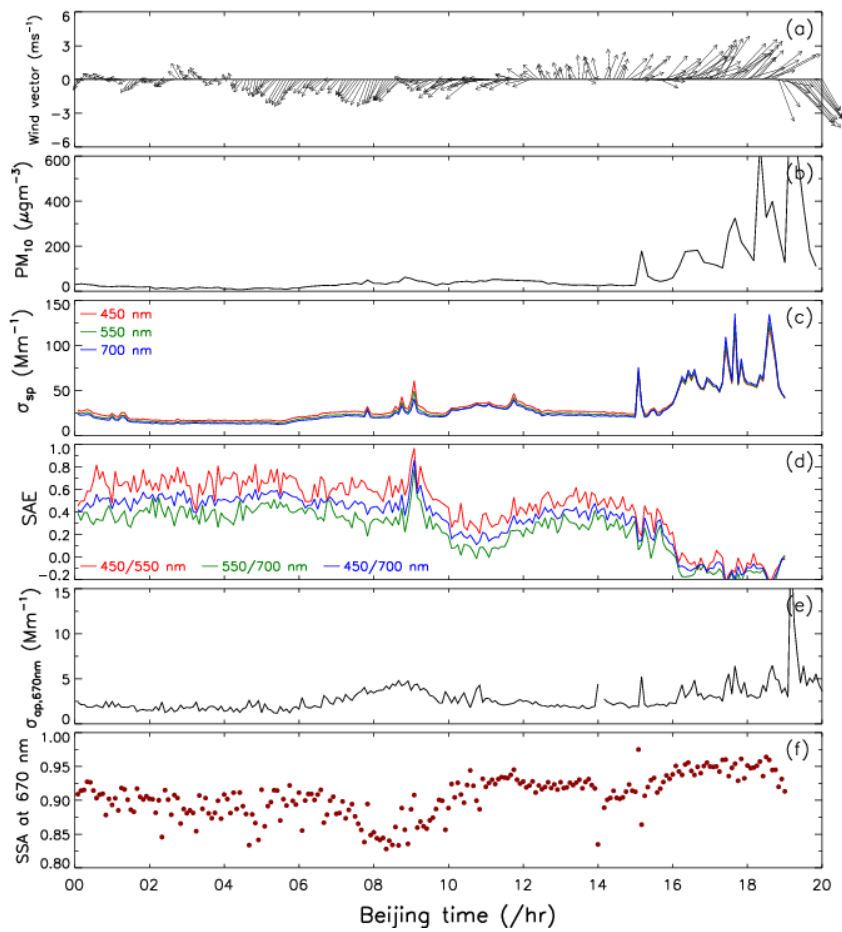 (a)
Wind vector (ms⁻¹)
6
3
0
−3
−6
(b)
PM₁₀ (μgm⁻³)
600
400
200
0
(c)
σsp (Mm⁻¹)
150
100
50
0
450 nm
550 nm
700 nm
(d)
SAE
1.0
0.8
0.6
0.4
0.2
0.0
−0.2
450/550 nm 550/700 nm 450/700 nm
(e)
σap,670nm (Mm⁻¹)
15
10
5
0
(f)
SSA at 670 nm
1.00
0.95
0.90
0.85
0.80
00 02 04 06 08 10 12 14 16 18 20
Beijing time (/hr)